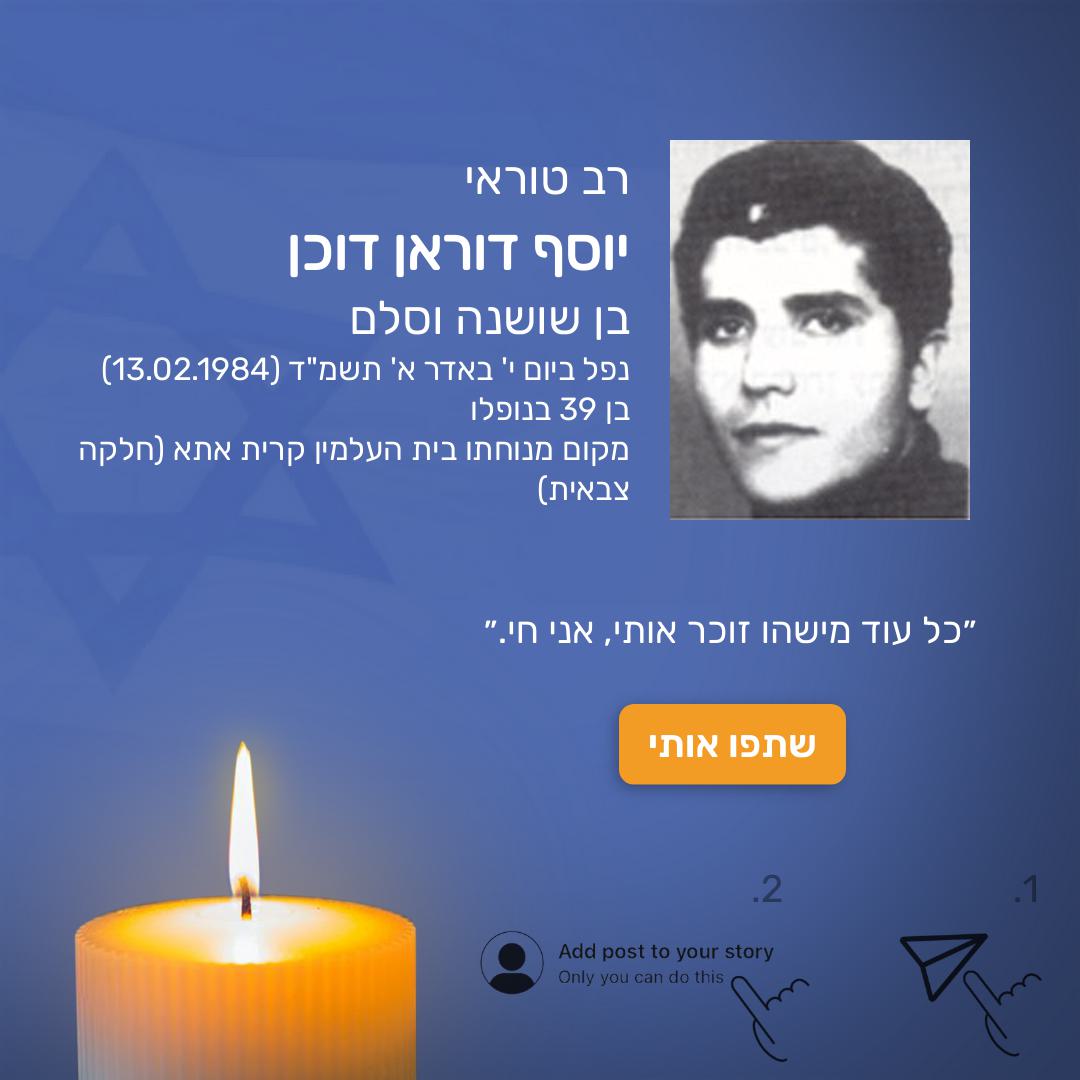 רב טוראי
יוסף דוראן דוכן
בן שושנה וסלם
נפל ביום י' באדר א' תשמ"ד (13.02.1984)
בן 39 בנופלו
מקום מנוחתו בית העלמין קרית אתא (חלקה
צבאית)
״כל עוד מישהו זוכר אותי, אני חי.״
שתפו אותי
.1
.2
Add post to your story
Only you can do this